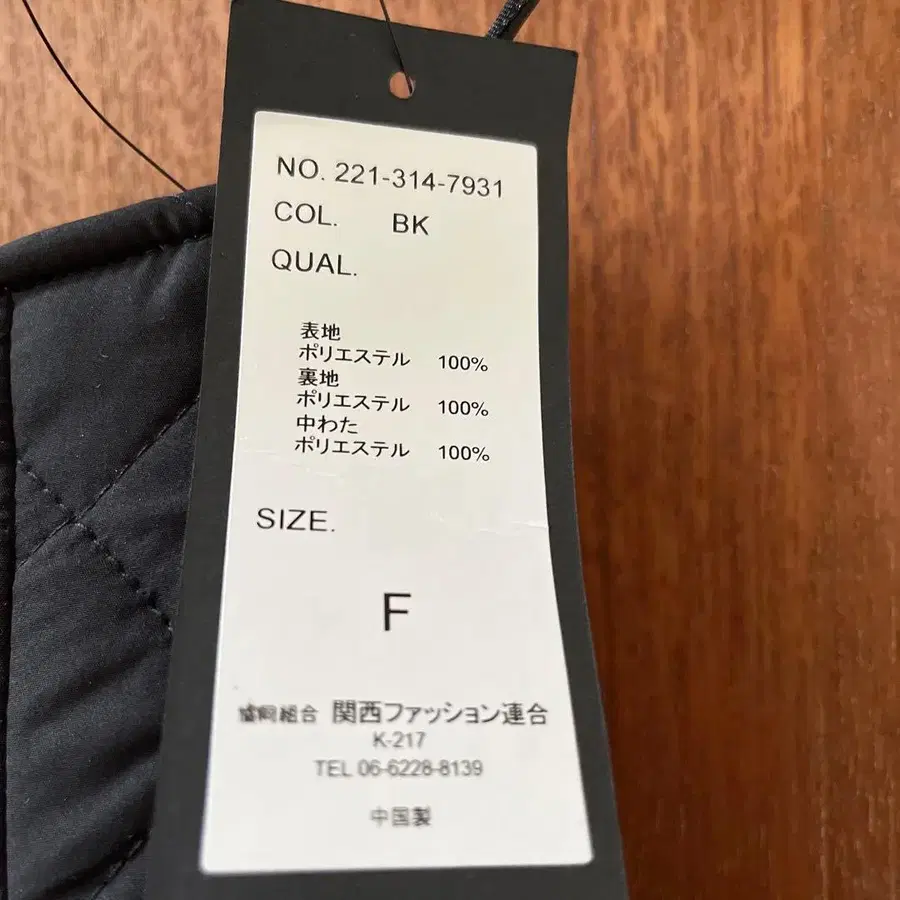 NO. 221-314-7931
COL. BK
QUAL.
表地
ポリエステル 100%
裏地
ポリエステル 100%
中わた
ポリエステル 100%
SIZE.
F
協同組合 関西ファッション連合
K-217
TEL 06-6228-8139
中国製